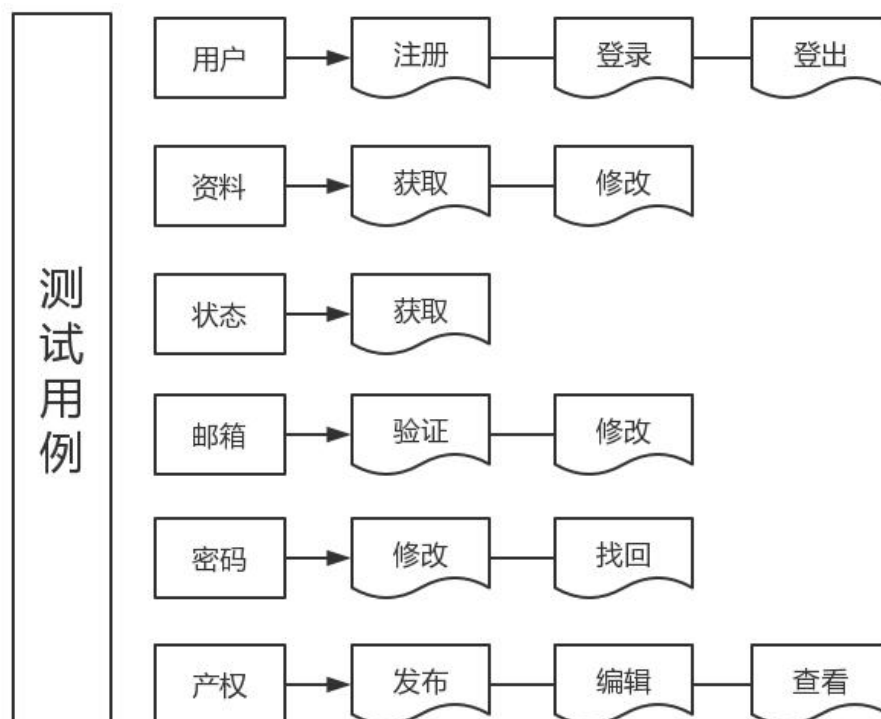 测试用例
用户 注册 登录 登出
资料 获取 修改
状态 获取
邮箱 验证 修改
密码 修改 找回
产权 发布 编辑 查看